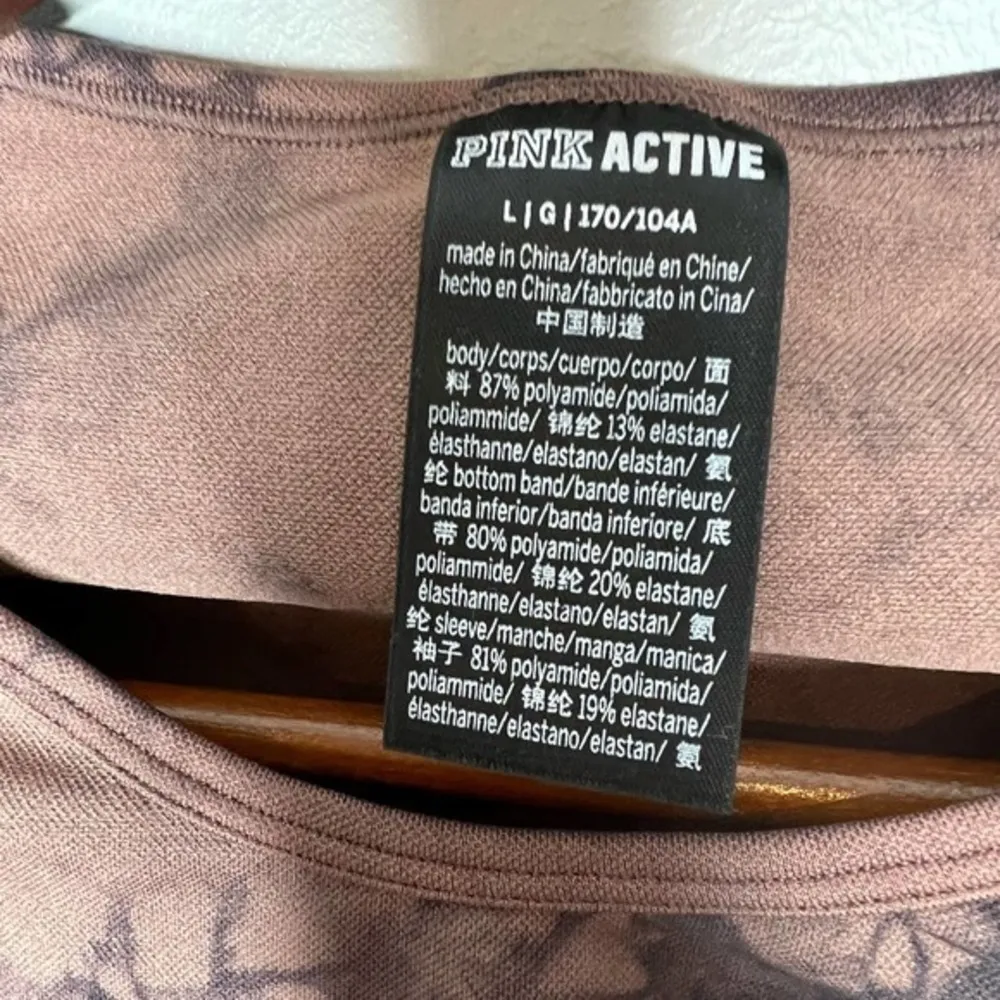 PINK ACTIVE
L | G | 170/104A
made in China/fabriqué en Chine/
hecho en China/fabbricato in Cina/
中国制造
body/corps/cuerpo/corpo/ 面
料 87% polyamide/poliamida/
poliammide/ 锦纶 13% elastane/
élasthanne/elastano/elastan/ 氨
纶 bottom band/bande inférieure/
banda inferior/banda inferiore/ 底
带 80% polyamide/poliamida/
poliammide/ 锦纶 20% elastane/
élasthanne/elastano/elastan/ 氨
纶 sleeve/manche/manga/manica/
袖子 81% polyamide/poliamida/
poliammide/ 锦纶 19% elastane/
élasthanne/elastano/elastan/ 氨